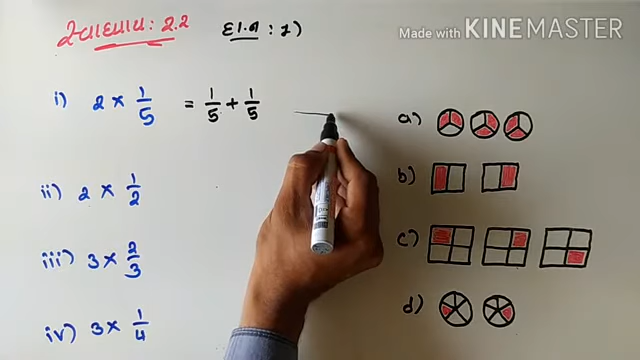 સ્વાધ્યાય : 2.2 દા.ન : 1)
Made with KINEMASTER
i) 2 × 1/5 = 1/5 + 1/5
a)
ii) 2 × 1/2
b)
iii) 3 × 2/3
c)
iv) 3 × 1/4
d)